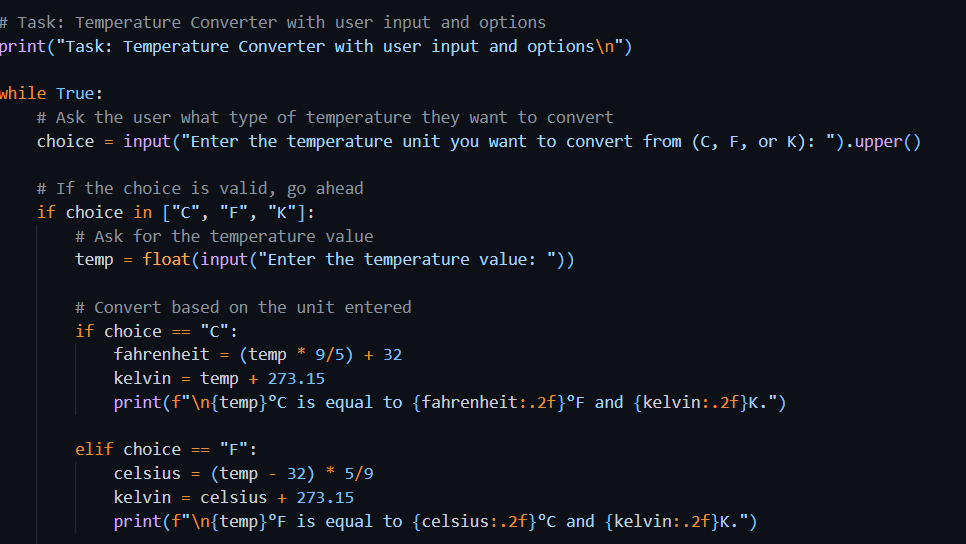 # Task: Temperature Converter with user input and options
print("Task: Temperature Converter with user input and options\n")
while True:
    # Ask the user what type of temperature they want to convert
    choice = input("Enter the temperature unit you want to convert from (C, F, or K): ").upper()
    # If the choice is valid, go ahead
    if choice in ["C", "F", "K"]:
        # Ask for the temperature value
        temp = float(input("Enter the temperature value: "))
        # Convert based on the unit entered
        if choice == "C":
            fahrenheit = (temp * 9/5) + 32
            kelvin = temp + 273.15
            print(f"\n{temp}°C is equal to {fahrenheit:.2f}°F and {kelvin:.2f}K.")
        elif choice == "F":
            celsius = (temp - 32) * 5/9
            kelvin = celsius + 273.15
            print(f"\n{temp}°F is equal to {celsius:.2f}°C and {kelvin:.2f}K.")